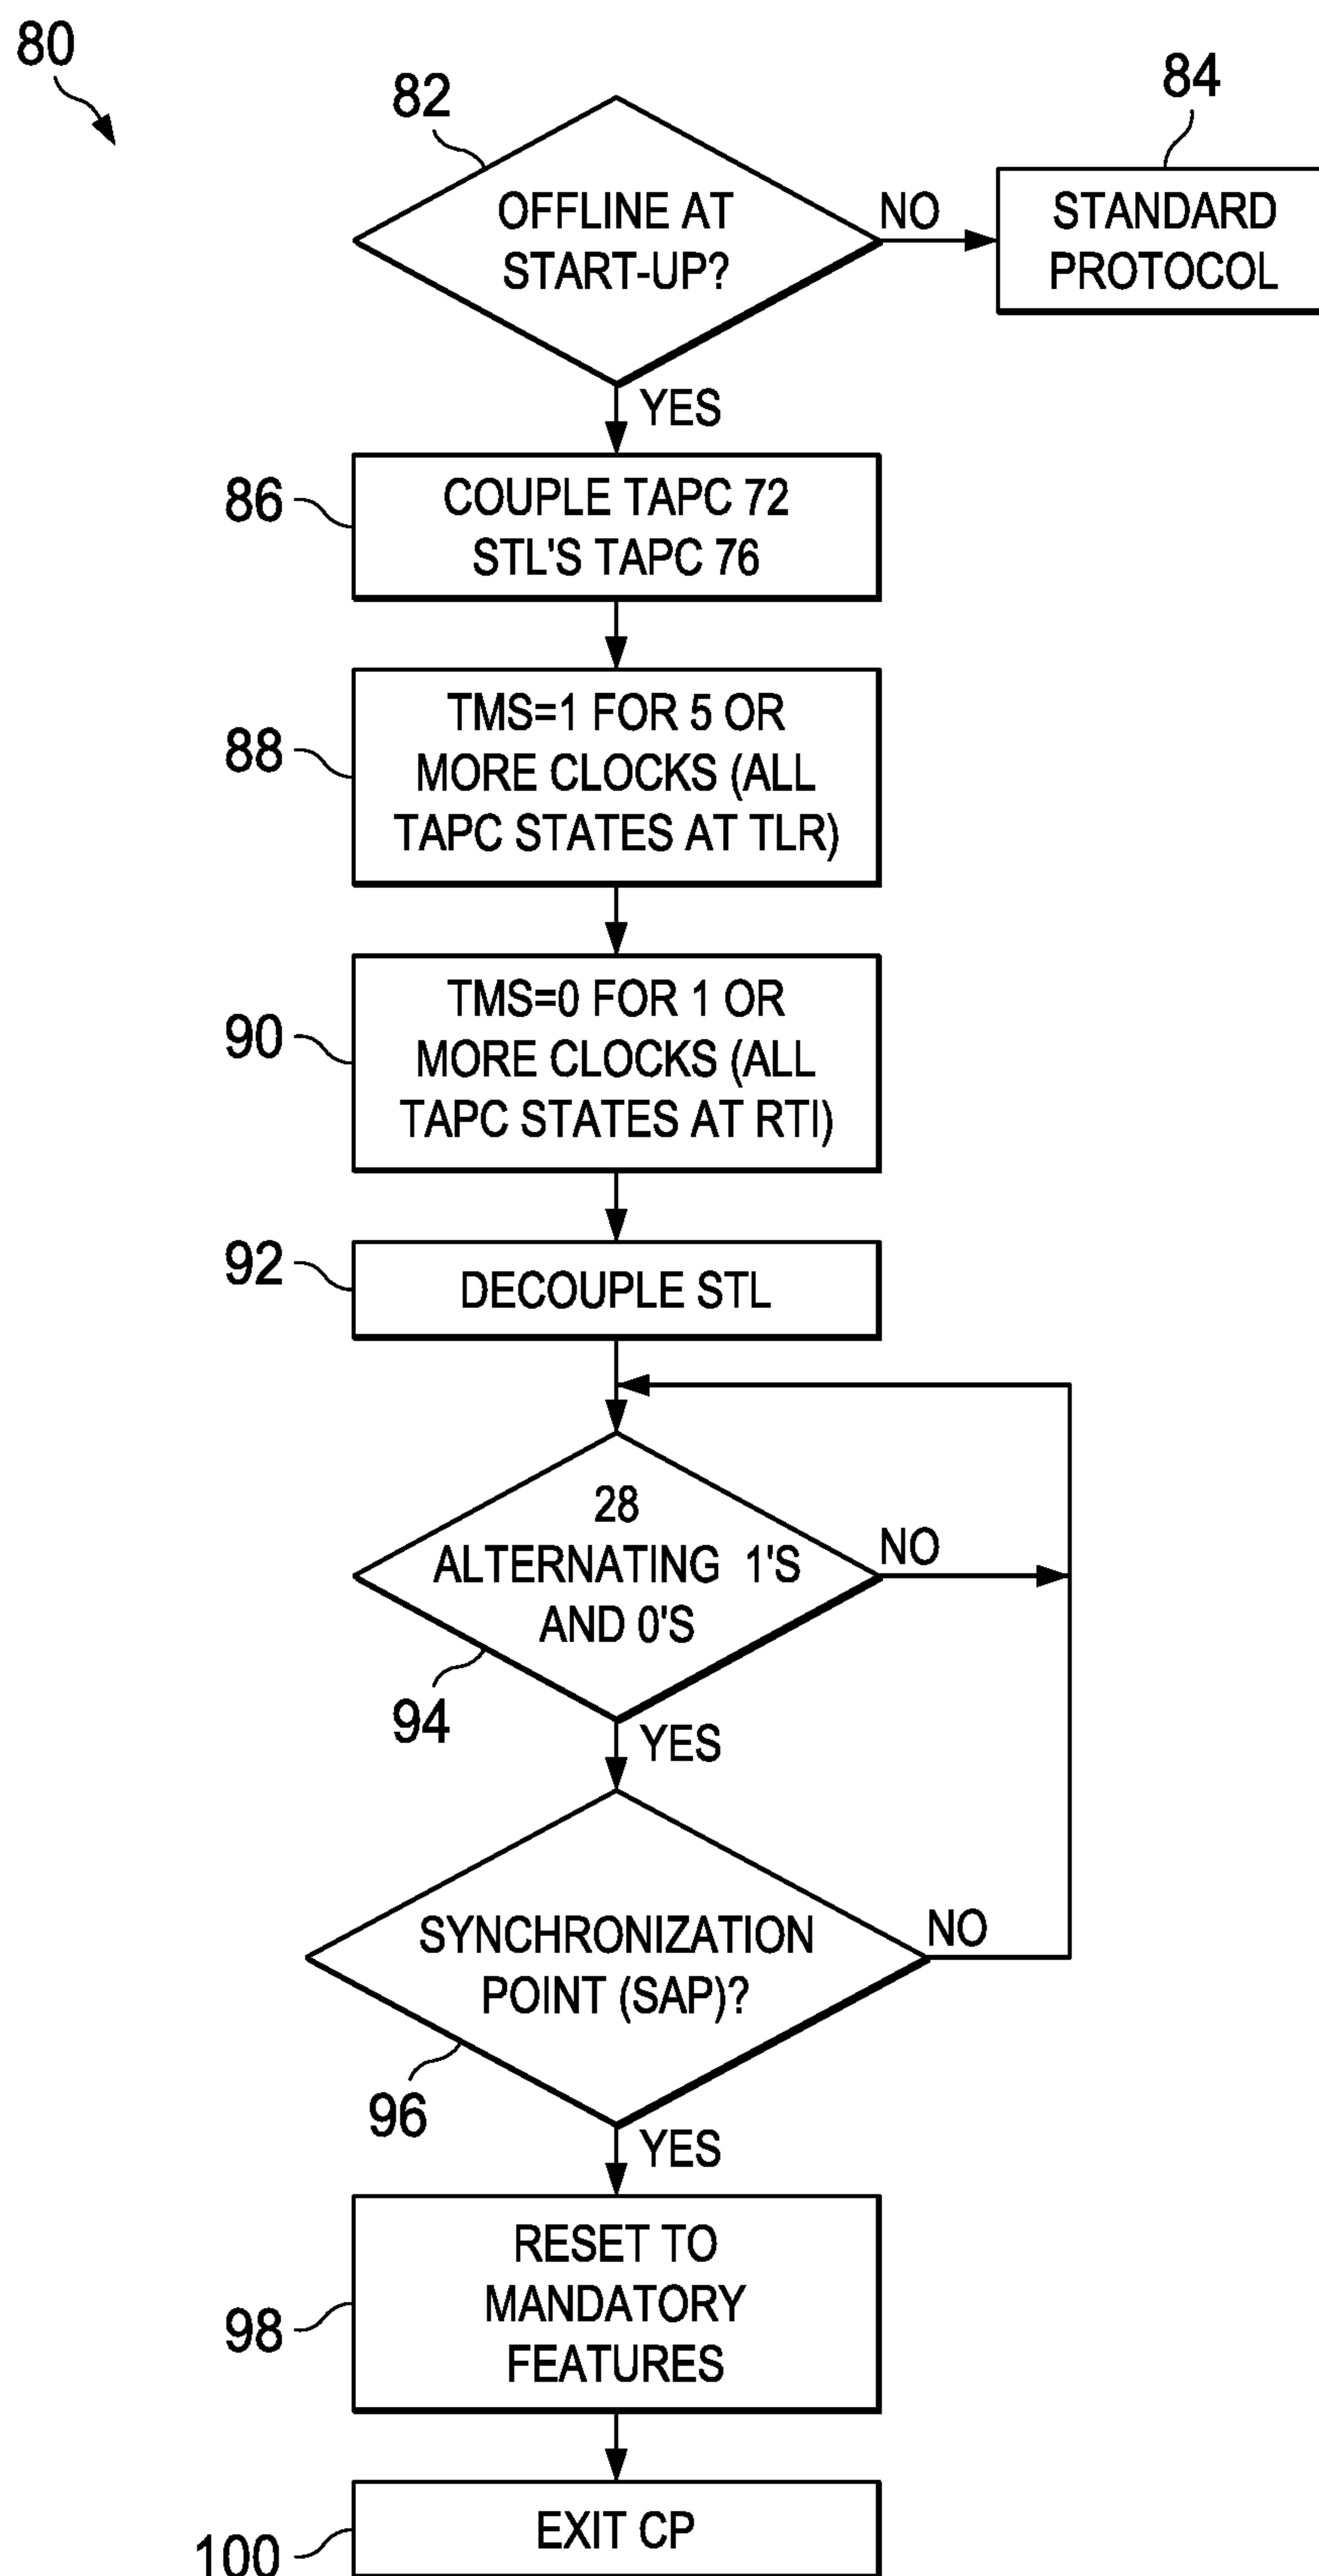 80
82
84
OFFLINE AT
START-UP?
NO
STANDARD
PROTOCOL
YES
86
COUPLE TAPC 72
STL'S TAPC 76
88
TMS=1 FOR 5 OR
MORE CLOCKS (ALL
TAPC STATES AT TLR)
90
TMS=0 FOR 1 OR
MORE CLOCKS (ALL
TAPC STATES AT RTI)
92
DECOUPLE STL
28
ALTERNATING 1'S
AND 0'S
NO
94
YES
SYNCHRONIZATION
POINT (SAP)?
NO
96
YES
98
RESET TO
MANDATORY
FEATURES
100
EXIT CP